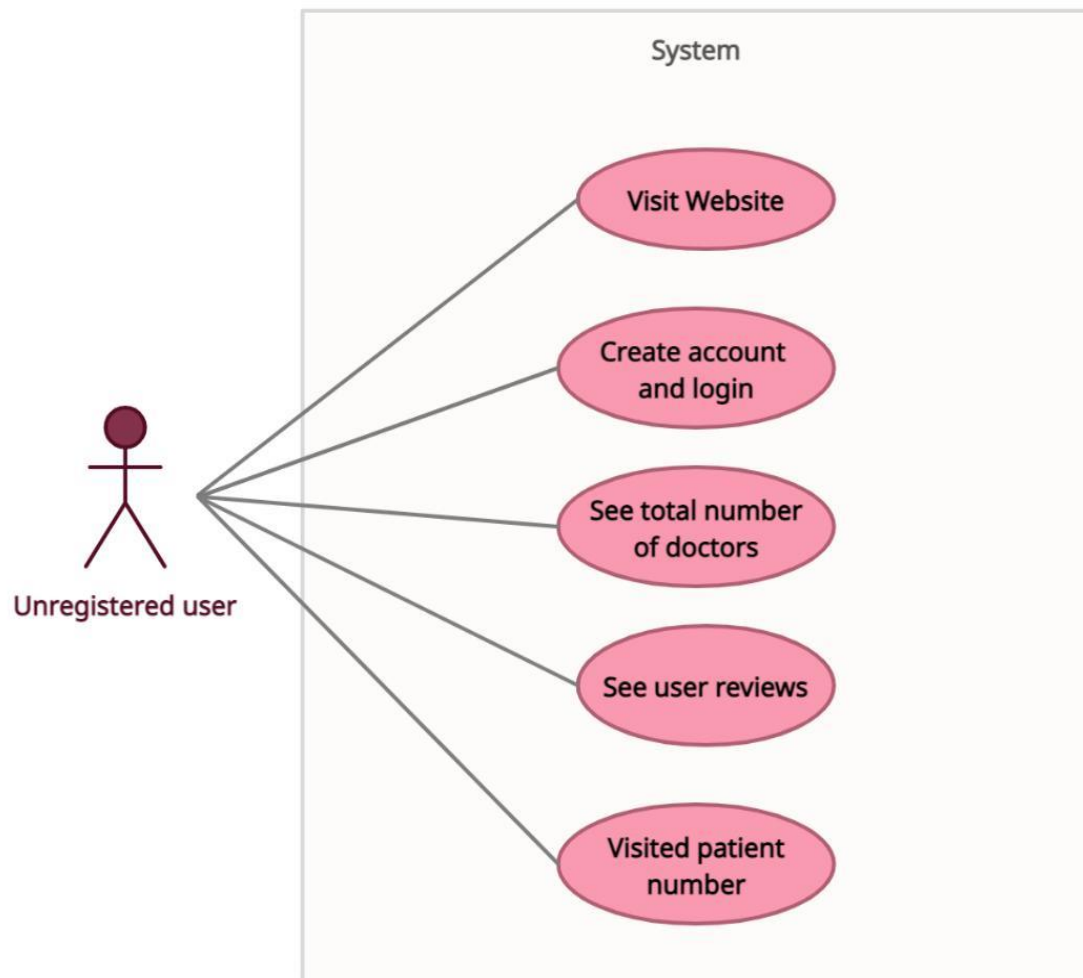 System
Visit Website
Create account
and login
See total number
of doctors
Unregistered user
See user reviews
Visited patient
number